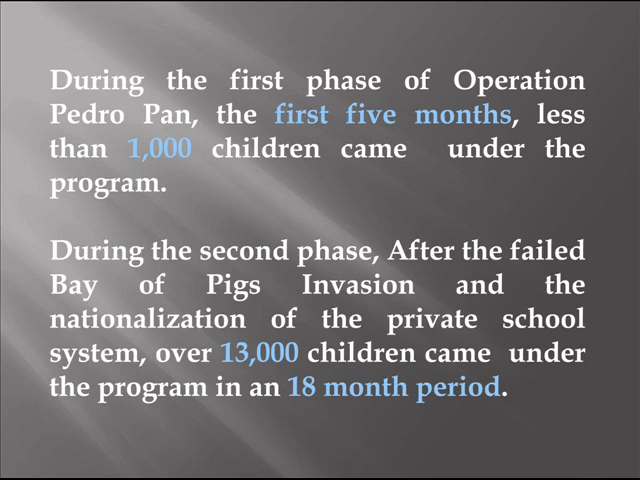 During the first phase of Operation
Pedro Pan, the first five months, less
than 1,000 children came under the
program.
During the second phase, After the failed
Bay of Pigs Invasion and the
nationalization of the private school
system, over 13,000 children came under
the program in an 18 month period.